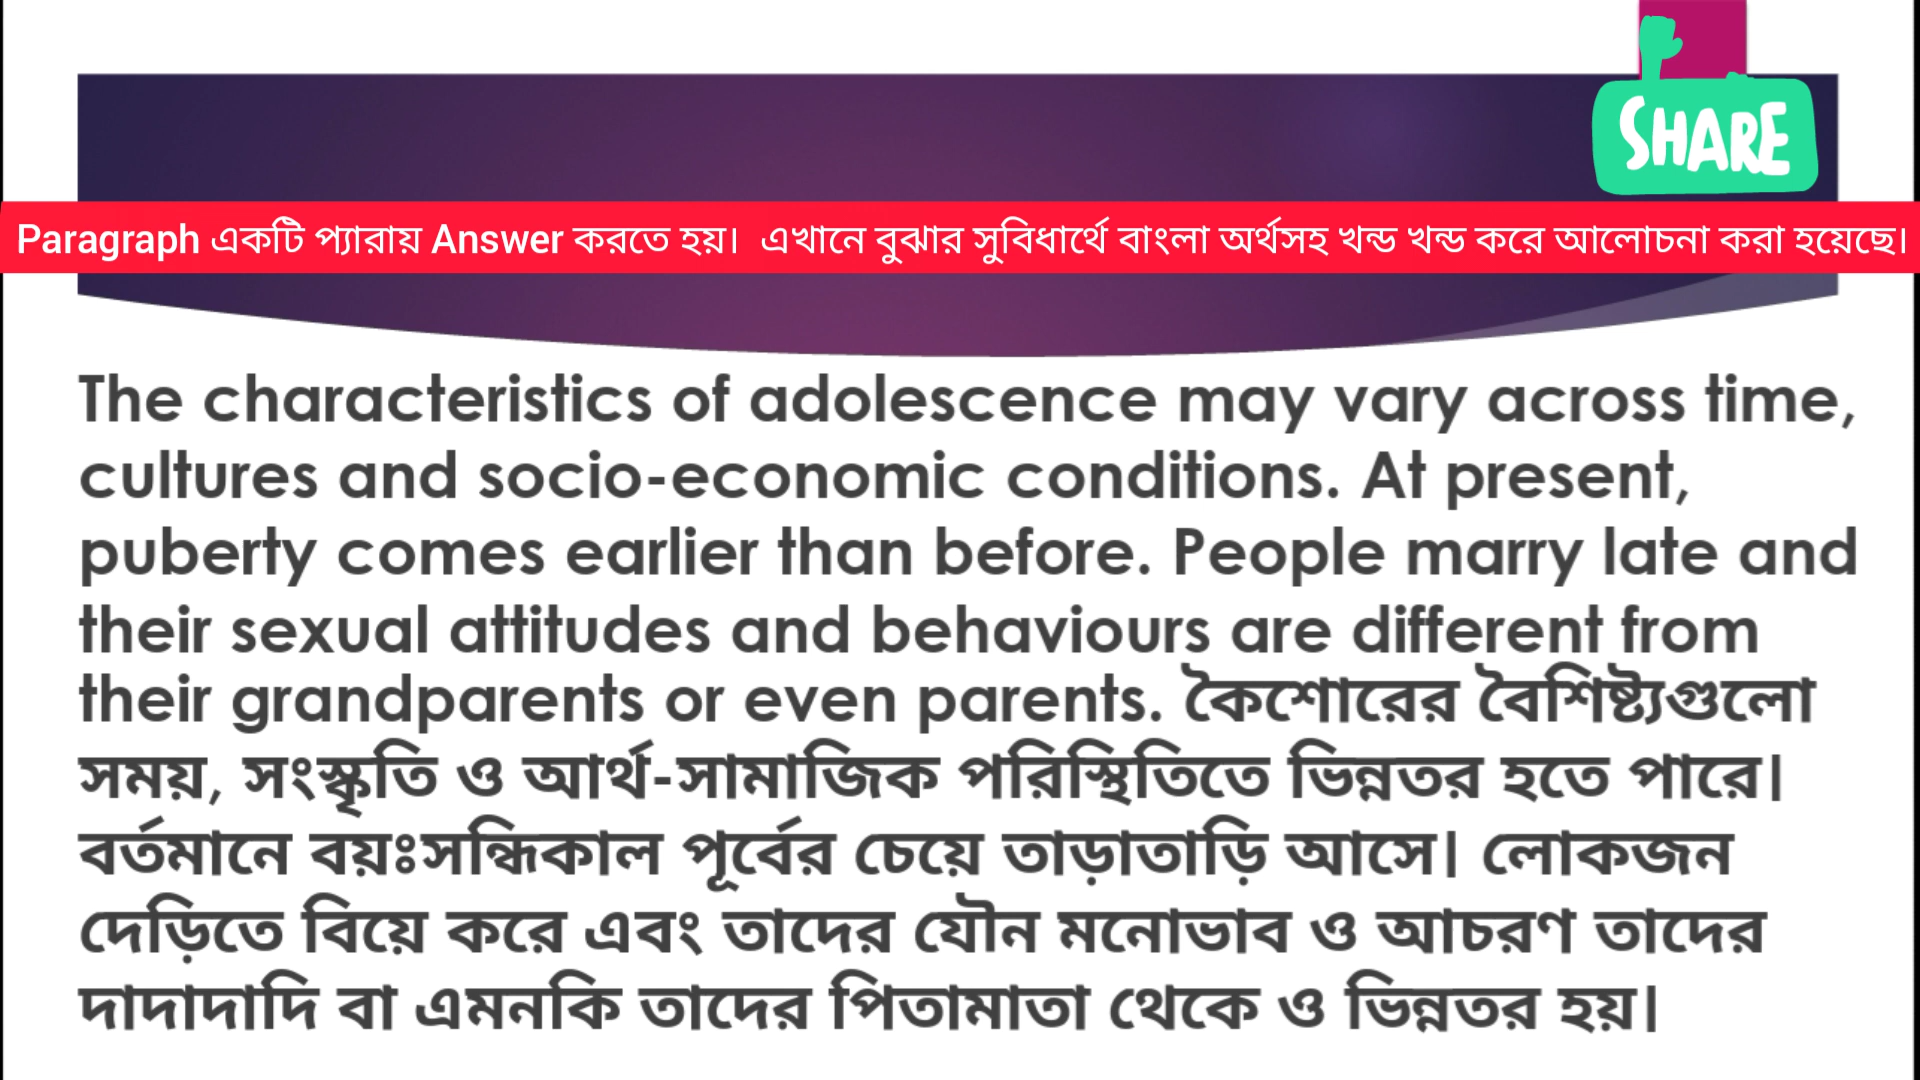 SHARE
Paragraph একটি প্যারায় Answer করতে হয়। এখানে বুঝার সুবিধার্থে বাংলা অর্থসহ খন্ড খন্ড করে আলোচনা করা হয়েছে।
The characteristics of adolescence may vary across time,
cultures and socio-economic conditions. At present,
puberty comes earlier than before. People marry late and
their sexual attitudes and behaviours are different from
their grandparents or even parents. কৈশোরের বৈশিষ্ট্যগুলো
সময়, সংস্কৃতি ও আর্থ-সামাজিক পরিস্থিতিতে ভিন্নতর হতে পারে।
বর্তমানে বয়ঃসন্ধিকাল পূর্বের চেয়ে তাড়াতাড়ি আসে। লোকজন
দেড়িতে বিয়ে করে এবং তাদের যৌন মনোভাব ও আচরণ তাদের
দাদাদাদি বা এমনকি তাদের পিতামাতা থেকে ও ভিন্নতর হয়।